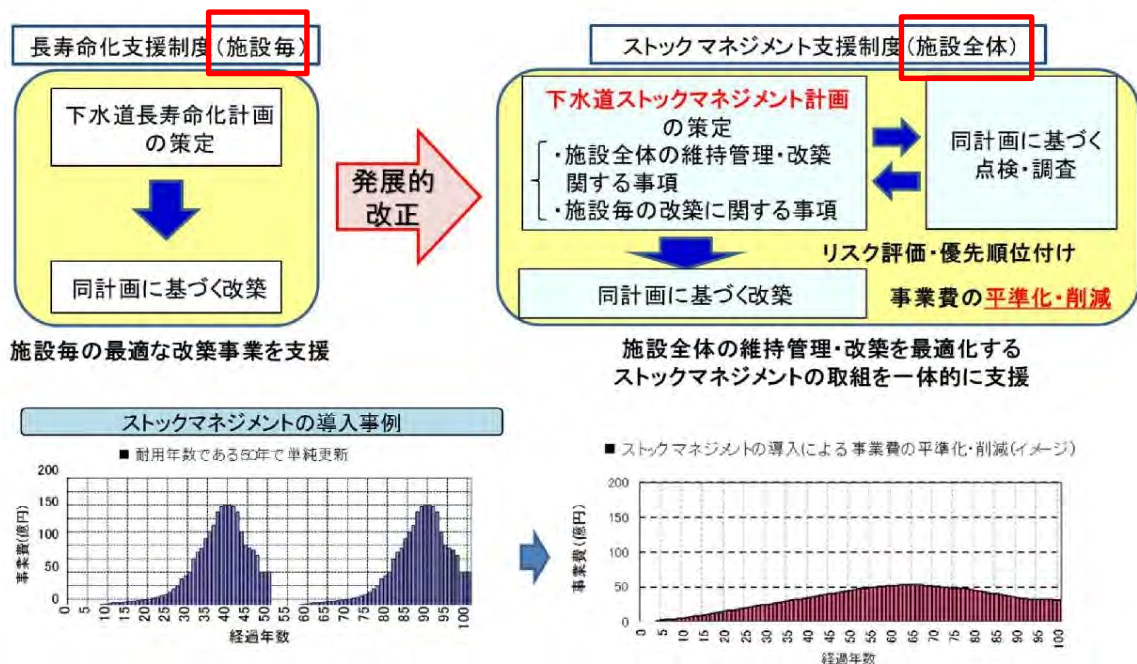 長寿命化支援制度(施設毎)
下水道長寿命化計画
の策定
同計画に基づく改築
施設毎の最適な改築事業を支援
発展的
改正
ストックマネジメント支援制度(施設全体)
下水道ストックマネジメント計画
の策定
・施設全体の維持管理・改築
関する事項
・施設毎の改築に関する事項
同計画に基づく
点検・調査
リスク評価・優先順位付け
同計画に基づく改築
事業費の平準化・削減
施設全体の維持管理・改築を最適化する
ストックマネジメントの取組を一体的に支援
ストックマネジメントの導入事例
■ 耐用年数である50年で単純更新
事業費(億円)
200
150
100
50
0
0 5 10 15 20 25 30 35 40 45 50 55 60 65 70 75 80 85 90 95 100
経過年数
■ ストックマネジメントの導入による事業費の平準化・削減(イメージ)
事業費(億円)
200
150
100
50
0
0 5 10 15 20 25 30 35 40 45 50 55 60 65 70 75 80 85 90 95 100
経過年数